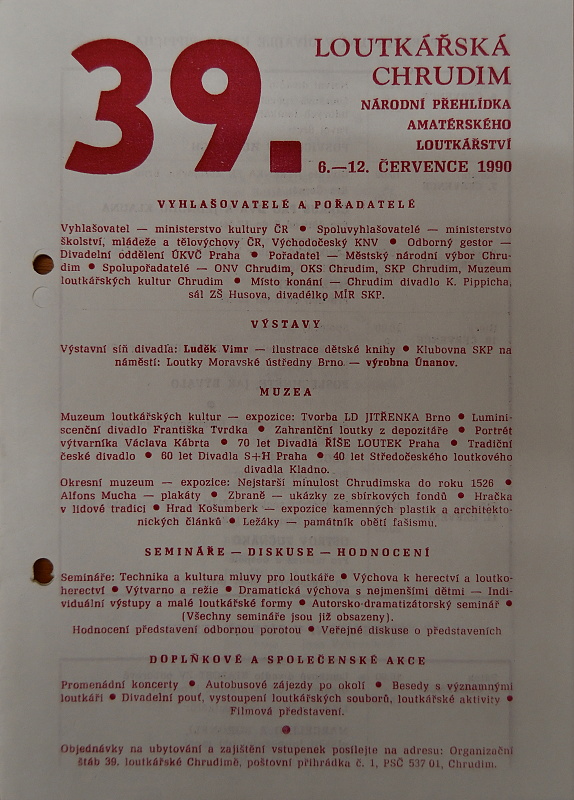 39.
LOUTKÁŘSKÁ
CHRUDIM
NÁRODNÍ PŘEHLÍDKA
AMATÉRSKÉHO
LOUTKÁŘSTVÍ
6.—12. ČERVENCE 1990
VYHLAŠOVATELÉ A POŘADATELÉ
Vyhlašovatel — ministerstvo kultury ČR ● Spoluvyhlašovatelé — ministerstvo
školství, mládeže a tělovýchovy ČR, Východočeský KNV ● Odborný gestor —
Divadelní oddělení ÚKVČ Praha ● Pořadatel — Městský národní výbor Chru-
dim ● Spolupořadatelé — ONV Chrudim, OKS Chrudim, SKP Chrudim, Muzeum
loutkářských kultur Chrudim ● Místo konání — Chrudim divadlo K. Pippicha,
sál ZŠ Husova, divadélko MÍR SKP.
VÝSTAVY
Výstavní síň divadla: Luděk Vimr — ilustrace dětské knihy ● Klubovna SKP na
náměstí: Loutky Moravské ústředny Brno — výrobna Únanov.
MUZEA
Muzeum loutkářských kultur — expozice: Tvorba LD JITŘENKA Brno ● Lumini-
scenční divadlo Františka Tvrdka ● Zahraniční loutky z depozitáře ● Portrét
výtvarníka Václava Kábrta ● 70 let Divadla ŘÍŠE LOUTEK Praha ● Tradiční
české divadlo ● 60 let Divadla S+H Praha ● 40 let Středočeského loutkového
divadla Kladno.
Okresní muzeum — expozice: Nejstarší minulost Chrudimska do roku 1526 ●
Alfons Mucha — plakáty ● Zbraně — ukázky ze sbírkových fondů ● Hračka
v lidové tradici ● Hrad Košumberk — expozice kamenných plastik a architekto-
nických článků ● Ležáky — památník obětí fašismu.
SEMINÁŘE — DISKUSE — HODNOCENÍ
Semináře: Technika a kultura mluvy pro loutkáře ● Výchova k herectví a loutko-
herectví ● Výtvarno a režie ● Dramatická výchova s nejmenšími dětmi — Indi-
viduální výstupy a malé loutkářské formy ● Autorsko-dramatizátorský seminář ●
(Všechny semináře jsou již obsazeny).
Hodnocení představení odbornou porotou ● Veřejné diskuse o představeních
DOPLŇKOVÉ A SPOLEČENSKÉ AKCE
Promenádní koncerty ● Autobusové zájezdy po okolí ● Besedy s významnými
loutkáři ● Divadelní pouť, vystoupení loutkářských souborů, loutkářské aktivity ●
Filmová představení.
●
Objednávky na ubytování a zajištění vstupenek posílejte na adresu: Organizační
štáb 39. loutkářské Chrudimě, poštovní přihrádka č. 1, PSČ 537 01, Chrudim.